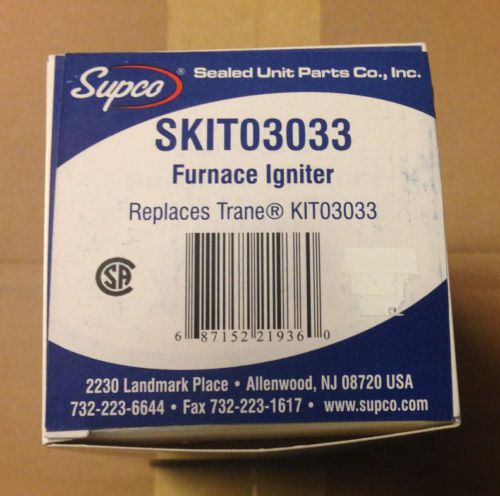 Supco® Sealed Unit Parts Co., Inc.
SKIT03033
Furnace Igniter
Replaces Trane® KIT03033
SA
6 87152 21936 0
2230 Landmark Place • Allenwood, NJ 08720 USA
732-223-6644 • Fax 732-223-1617 • www.supco.com